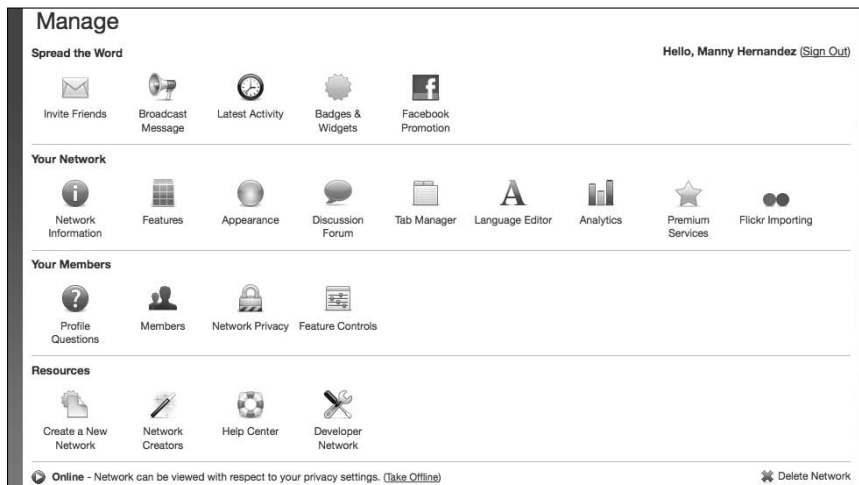 Manage
Spread the Word
Hello, Manny Hernandez (Sign Out)
Invite Friends
Broadcast Message
Latest Activity
Badges & Widgets
Facebook Promotion
Your Network
Network Information
Features
Appearance
Discussion Forum
Tab Manager
Language Editor
Analytics
Premium Services
Flickr Importing
Your Members
Profile Questions
Members
Network Privacy
Feature Controls
Resources
Create a New Network
Network Creators
Help Center
Developer Network
Online - Network can be viewed with respect to your privacy settings. (Take Offline)
Delete Network